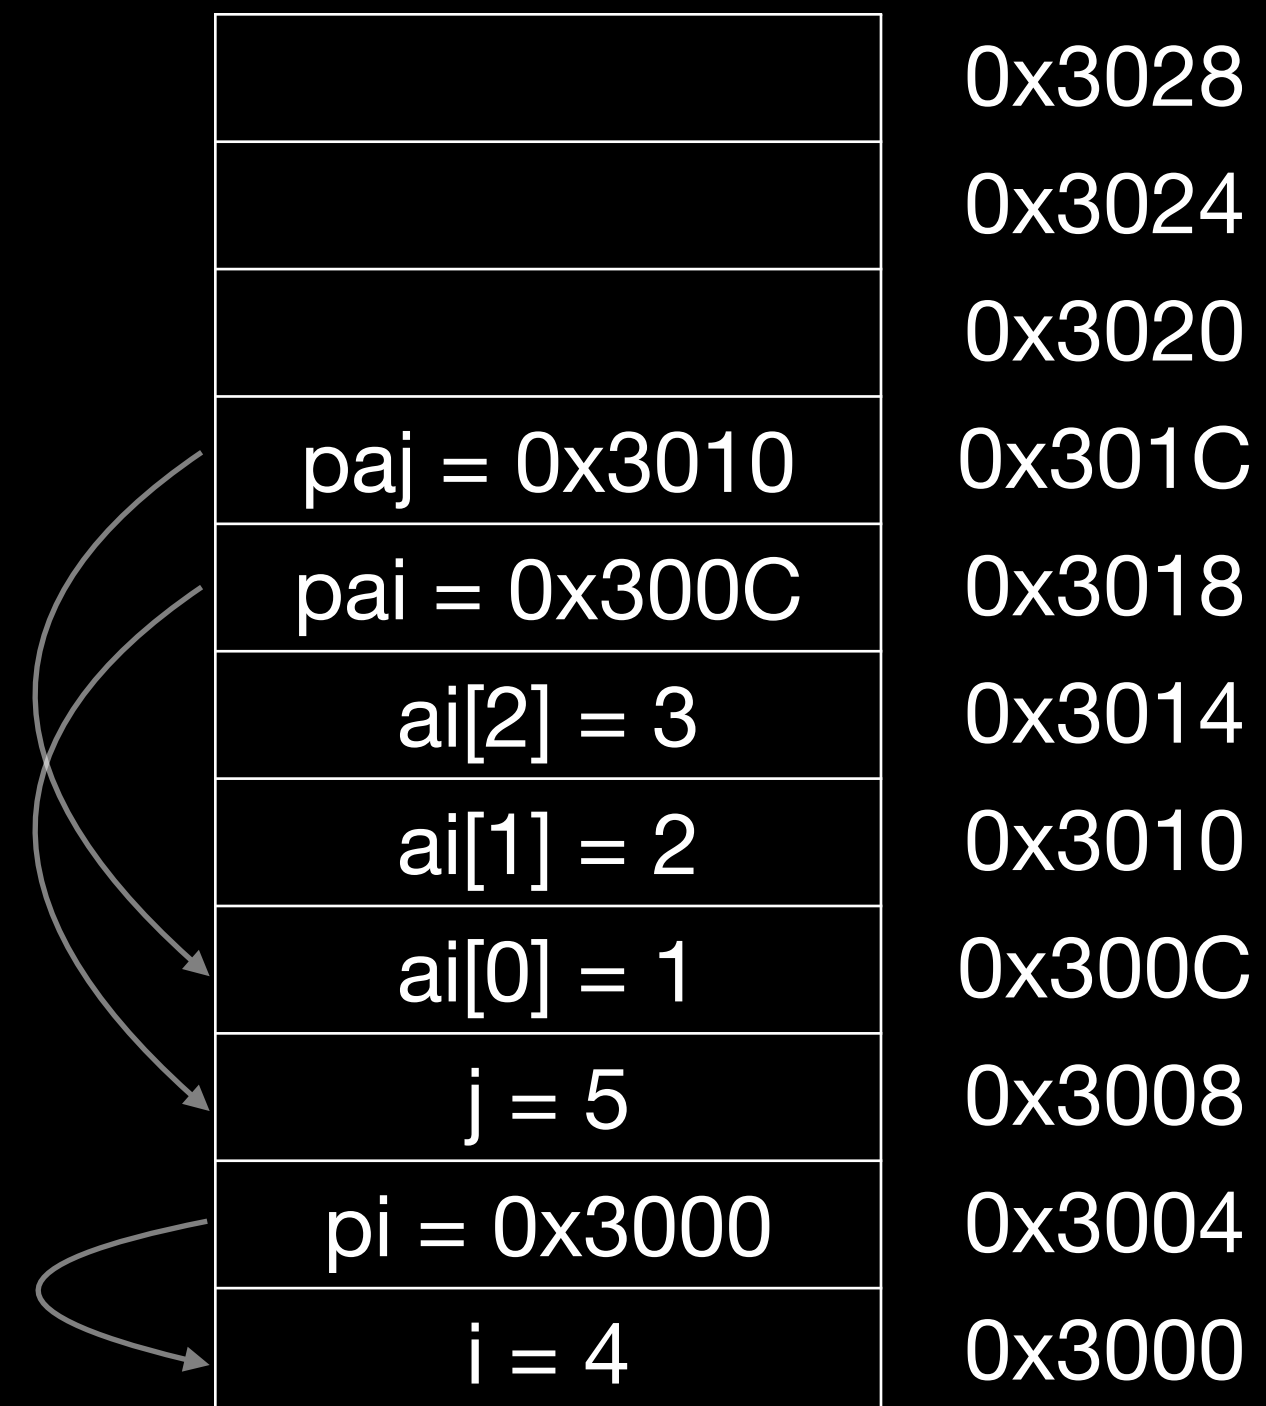 0x3028
0x3024
0x3020
paj = 0x3010 0x301C
pai = 0x300C 0x3018
ai[2] = 3 0x3014
ai[1] = 2 0x3010
ai[0] = 1 0x300C
j = 5 0x3008
pi = 0x3000 0x3004
i = 4 0x3000